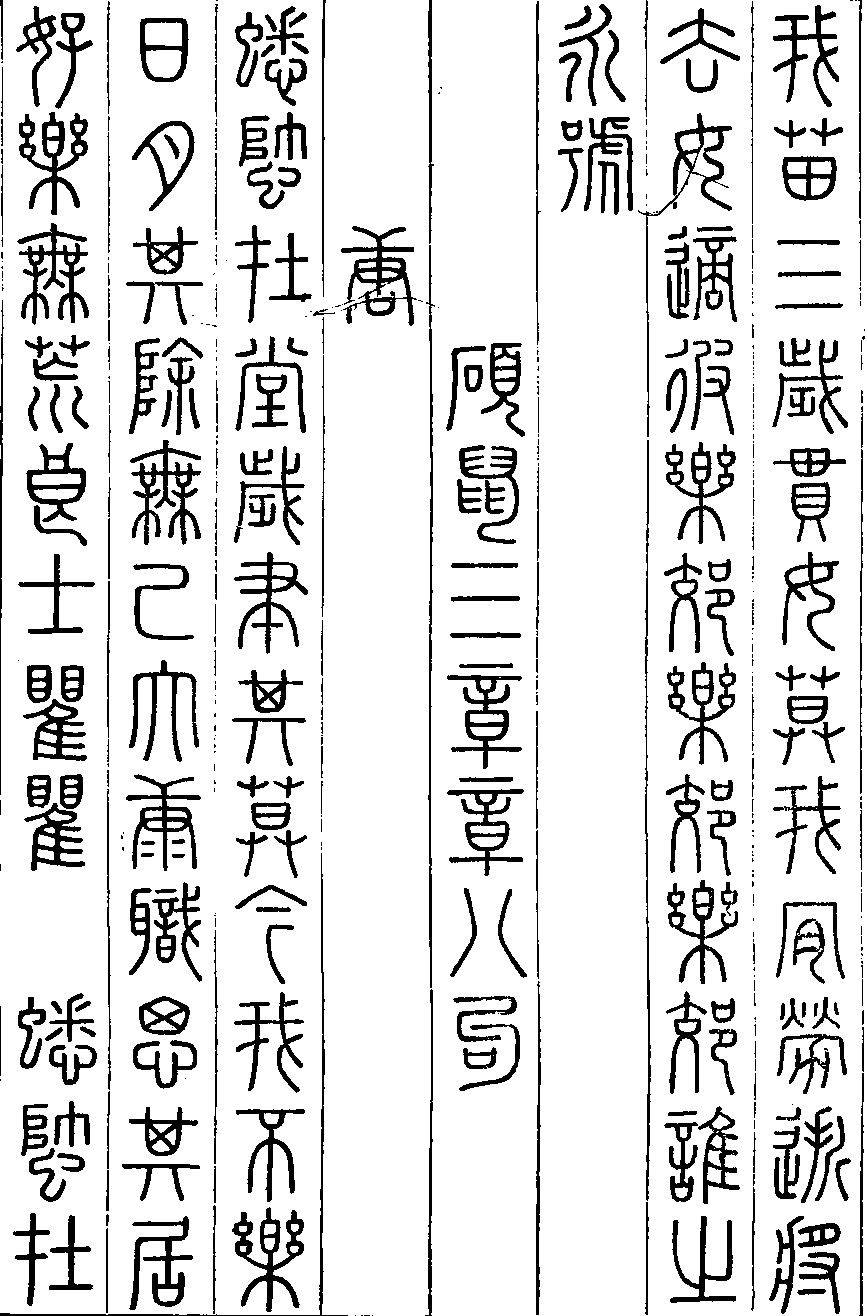 我苗三歲貫女莫我肯勞逝將
去女適彼樂郊樂郊樂郊誰之
永號
碩鼠三章章八句
唐
蟋蟀在堂歲聿其莫今我不樂
日月其除無已大康職思其居
好樂無荒良士瞿瞿　蟋蟀在